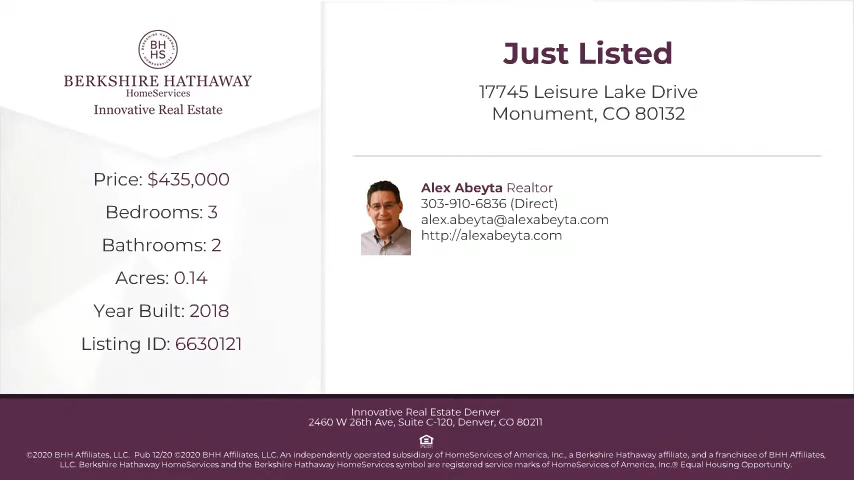 BH
HS
BERKSHIRE HATHAWAY
HomeServices
Innovative Real Estate
Price: $435,000
Bedrooms: 3
Bathrooms: 2
Acres: 0.14
Year Built: 2018
Listing ID: 6630121
Just Listed
17745 Leisure Lake Drive
Monument, CO 80132
Alex Abeyta Realtor
303-910-6836 (Direct)
alex.abeyta@alexabeyta.com
http://alexabeyta.com
Innovative Real Estate Denver
2460 W 26th Ave, Suite C-120, Denver, CO 80211
©2020 BHH Affiliates, LLC.  Pub 12/20 ©2020 BHH Affiliates, LLC. An independently operated subsidiary of HomeServices of America, Inc., a Berkshire Hathaway affiliate, and a franchisee of BHH Affiliates,
LLC. Berkshire Hathaway HomeServices and the Berkshire Hathaway HomeServices symbol are registered service marks of HomeServices of America, Inc.® Equal Housing Opportunity.